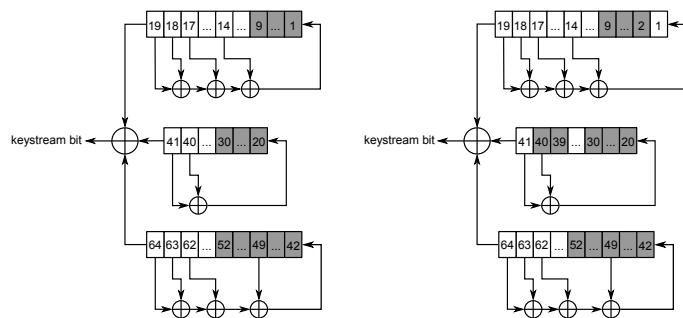 19 18 17 ... 14 ... 9 ... 1
keystream bit
41 40 ... 30 ... 20
64 63 62 ... 52 ... 49 ... 42
19 18 17 ... 14 ... 9 ... 2 1
keystream bit
41 40 39 ... 30 ... 20
64 63 62 ... 52 ... 49 ... 42